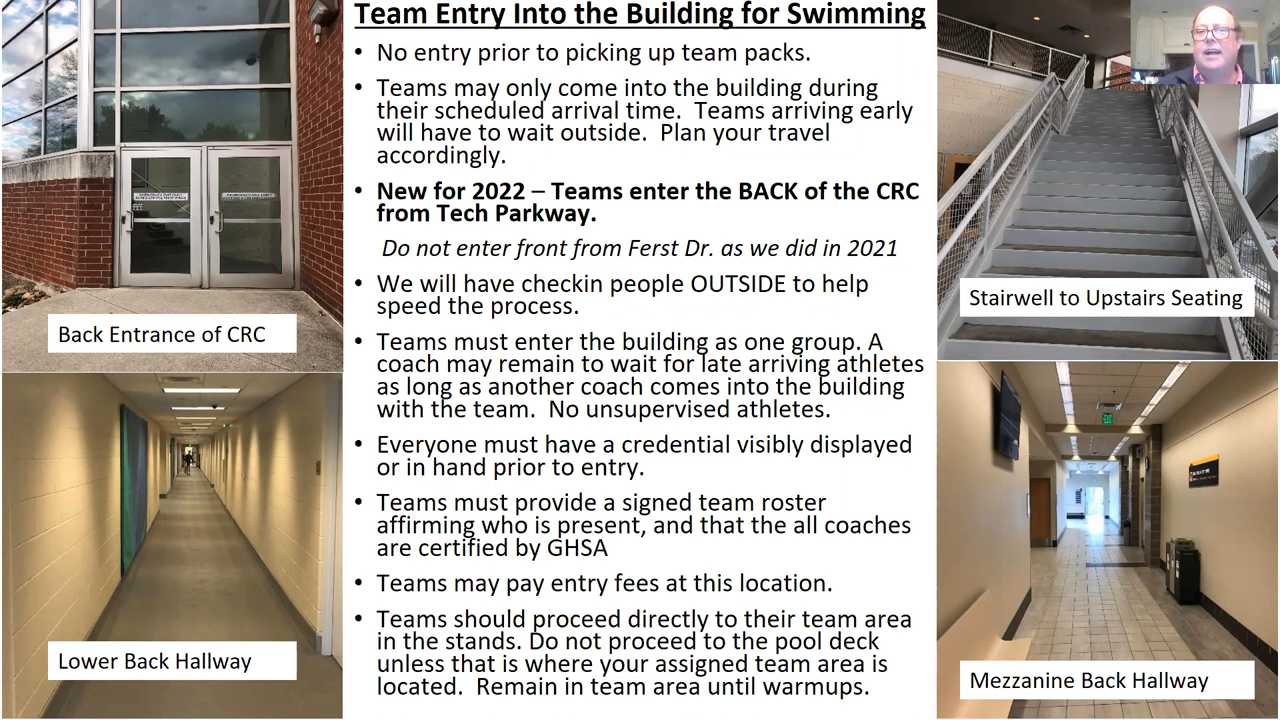 Team Entry Into the Building for Swimming
• No entry prior to picking up team packs.
• Teams may only come into the building during
their scheduled arrival time.  Teams arriving early
will have to wait outside.  Plan your travel
accordingly.
• New for 2022 – Teams enter the BACK of the CRC
from Tech Parkway.
Do not enter front from Ferst Dr. as we did in 2021
• We will have checkin people OUTSIDE to help
speed the process.
• Teams must enter the building as one group. A
coach may remain to wait for late arriving athletes
as long as another coach comes into the building
with the team.  No unsupervised athletes.
• Everyone must have a credential visibly displayed
or in hand prior to entry.
• Teams must provide a signed team roster
affirming who is present, and that the all coaches
are certified by GHSA
• Teams may pay entry fees at this location.
• Teams should proceed directly to their team area
in the stands. Do not proceed to the pool deck
unless that is where your assigned team area is
located.  Remain in team area until warmups.
Back Entrance of CRC
Lower Back Hallway
Stairwell to Upstairs Seating
Mezzanine Back Hallway